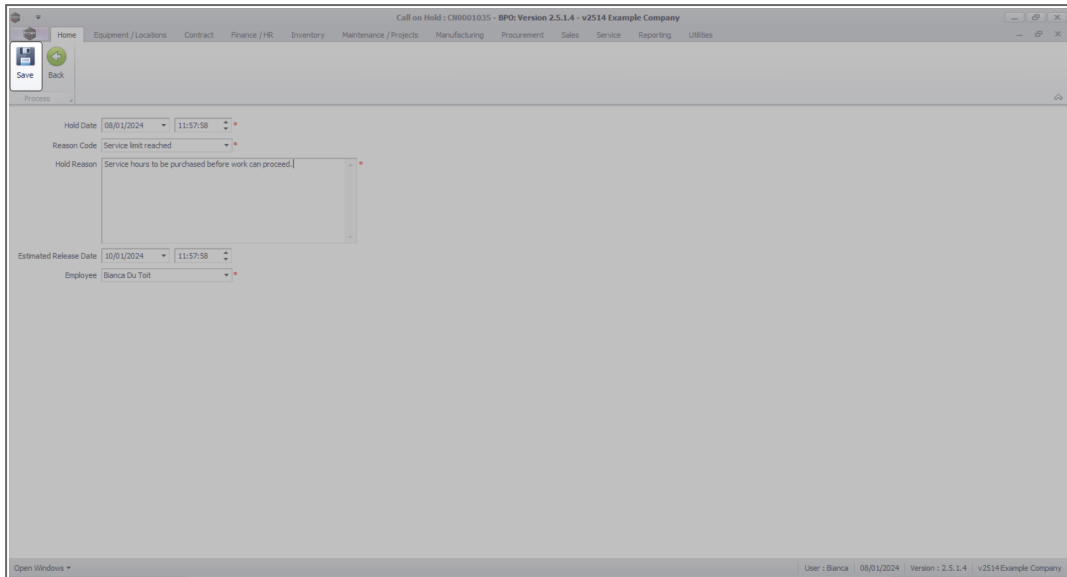 Call on Hold : CN0001035 - BPO: Version 2.5.1.4 - v2514 Example Company
Home Equipment / Locations Contract Finance / HR Inventory Maintenance / Projects Manufacturing Procurement Sales Service Reporting Utilities
Save Back
Process
Hold Date 08/01/2024 11:57:58 *
Reason Code Service limit reached *
Hold Reason Service hours to be purchased before work can proceed. *
Estimated Release Date 10/01/2024 11:57:58
Employee Bianca Du Toit *
Open Windows User : Bianca 08/01/2024 Version : 2.5.1.4 v2514 Example Company